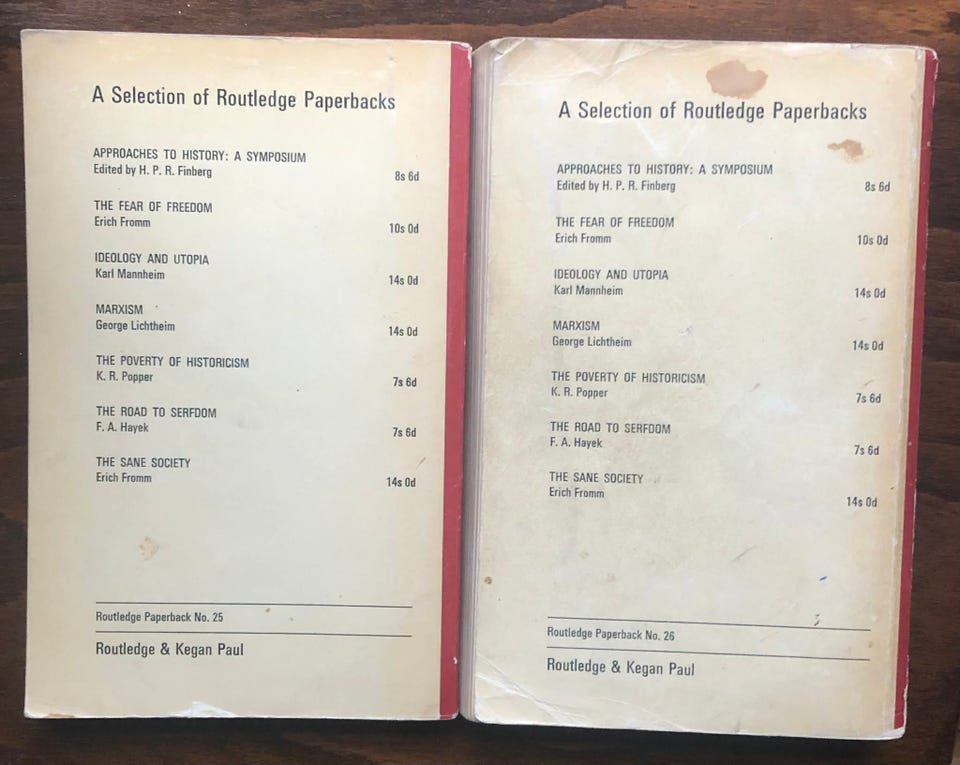 A Selection of Routledge Paperbacks
APPROACHES TO HISTORY: A SYMPOSIUM
Edited by H. P. R. Finberg 8s 6d
THE FEAR OF FREEDOM
Erich Fromm 10s 0d
IDEOLOGY AND UTOPIA
Karl Mannheim 14s 0d
MARXISM
George Lichtheim 14s 0d
THE POVERTY OF HISTORICISM
K. R. Popper 7s 6d
THE ROAD TO SERFDOM
F. A. Hayek 7s 6d
THE SANE SOCIETY
Erich Fromm 14s 0d
Routledge Paperback No. 25
Routledge & Kegan Paul
A Selection of Routledge Paperbacks
APPROACHES TO HISTORY: A SYMPOSIUM
Edited by H. P. R. Finberg 8s 6d
THE FEAR OF FREEDOM
Erich Fromm 10s 0d
IDEOLOGY AND UTOPIA
Karl Mannheim 14s 0d
MARXISM
George Lichtheim 14s 0d
THE POVERTY OF HISTORICISM
K. R. Popper 7s 6d
THE ROAD TO SERFDOM
F. A. Hayek 7s 6d
THE SANE SOCIETY
Erich Fromm 14s 0d
Routledge Paperback No. 26
Routledge & Kegan Paul